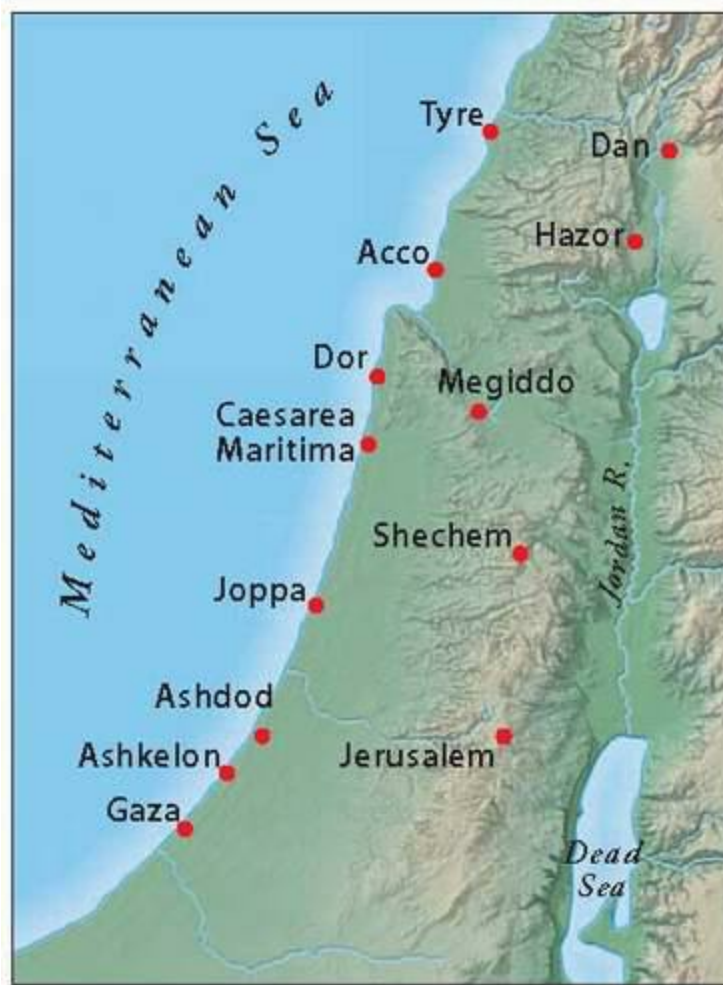 Mediterranean Sea
Tyre
Dan
Hazor
Acco
Dor
Megiddo
Caesarea
Maritima
Shechem
Jordan R.
Joppa
Ashdod
Ashkelon
Jerusalem
Gaza
Dead
Sea